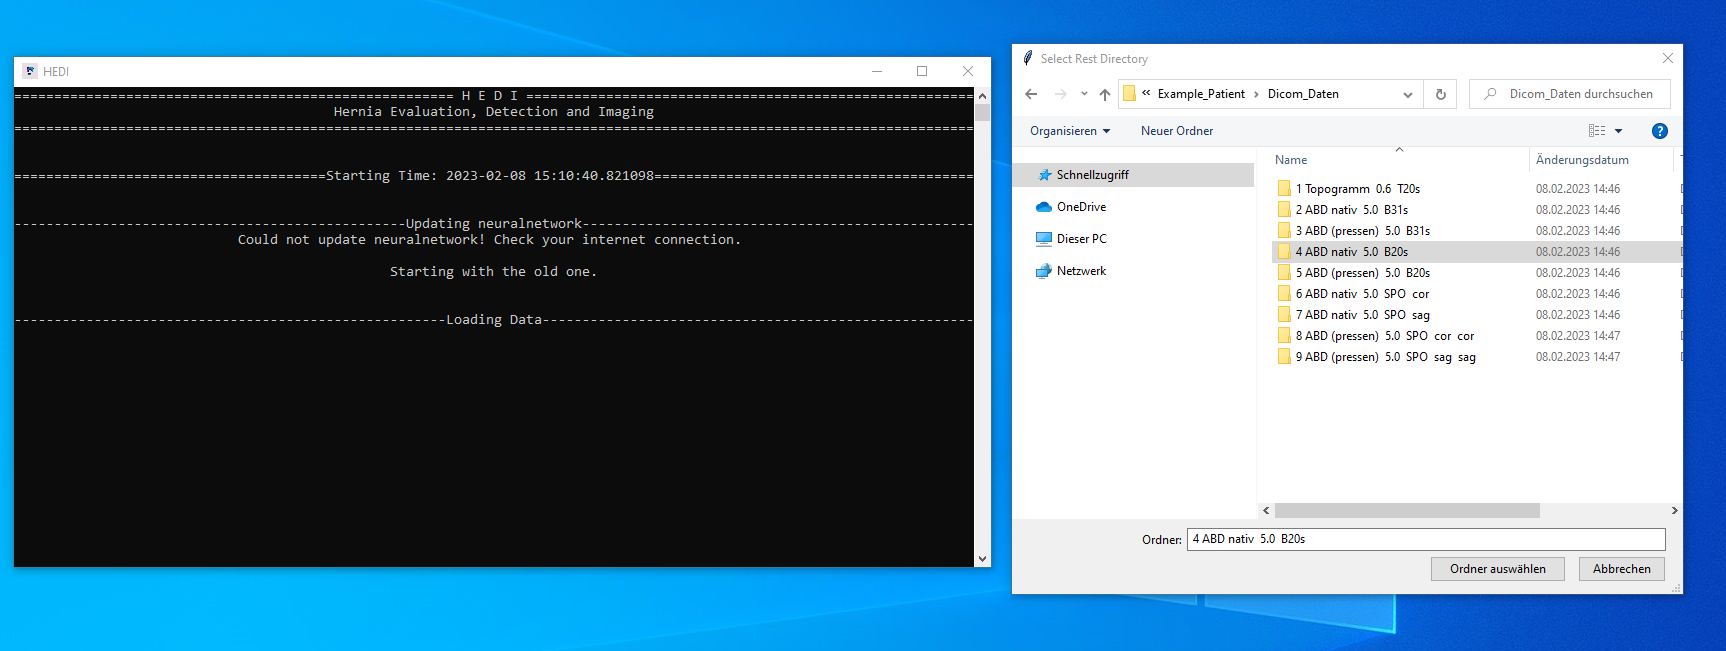 HEDI
================ H E D I ================
Hernia Evaluation, Detection and Imaging
================
================Starting Time: 2023-02-08 15:10:40.821098================
----------------Updating neuralnetwork----------------
Could not update neuralnetwork! Check your internet connection.
Starting with the old one.
----------------Loading Data----------------
Select Rest Directory
« Example_Patient › Dicom_Daten
Dicom_Daten durchsuchen
Organisieren Neuer Ordner
Name Änderungsdatum
Schnellzugriff
OneDrive
Dieser PC
Netzwerk
1 Topogramm 0.6 T20s 08.02.2023 14:46
2 ABD nativ 5.0 B31s 08.02.2023 14:46
3 ABD (pressen) 5.0 B31s 08.02.2023 14:46
4 ABD nativ 5.0 B20s 08.02.2023 14:46
5 ABD (pressen) 5.0 B20s 08.02.2023 14:46
6 ABD nativ 5.0 SPO cor 08.02.2023 14:46
7 ABD nativ 5.0 SPO sag 08.02.2023 14:46
8 ABD (pressen) 5.0 SPO cor cor 08.02.2023 14:47
9 ABD (pressen) 5.0 SPO sag sag 08.02.2023 14:47
Ordner: 4 ABD nativ 5.0 B20s
Ordner auswählen Abbrechen